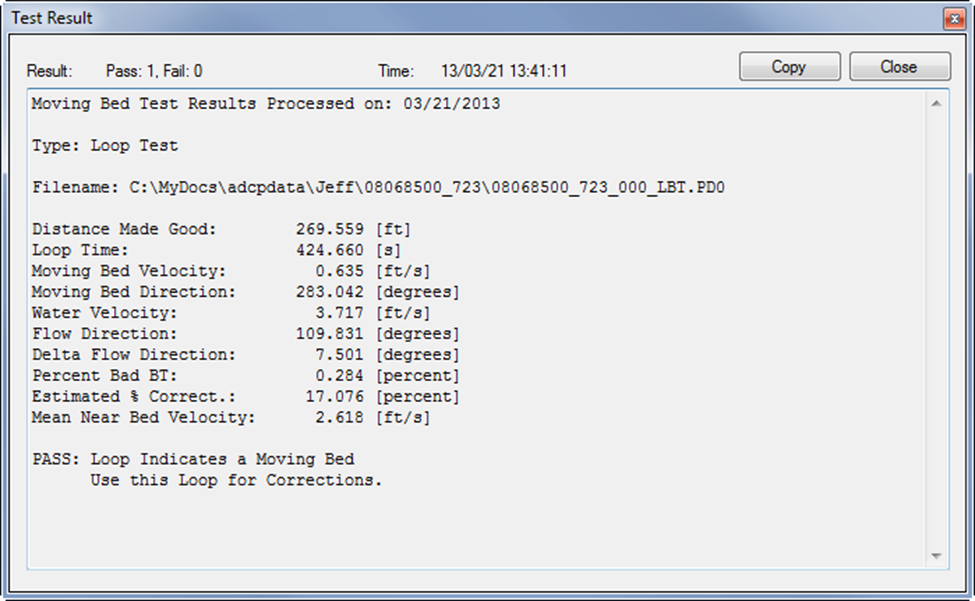 Test Result
Result: Pass: 1, Fail: 0 Time: 13/03/21 13:41:11 Copy Close
Moving Bed Test Results Processed on: 03/21/2013
Type: Loop Test
Filename: C:\MyDocs\adcpdata\Jeff\08068500_723\08068500_723_000_LBT.PD0
Distance Made Good: 269.559 [ft]
Loop Time: 424.660 [s]
Moving Bed Velocity: 0.635 [ft/s]
Moving Bed Direction: 283.042 [degrees]
Water Velocity: 3.717 [ft/s]
Flow Direction: 109.831 [degrees]
Delta Flow Direction: 7.501 [degrees]
Percent Bad BT: 0.284 [percent]
Estimated % Correct.: 17.076 [percent]
Mean Near Bed Velocity: 2.618 [ft/s]
PASS: Loop Indicates a Moving Bed
Use this Loop for Corrections.